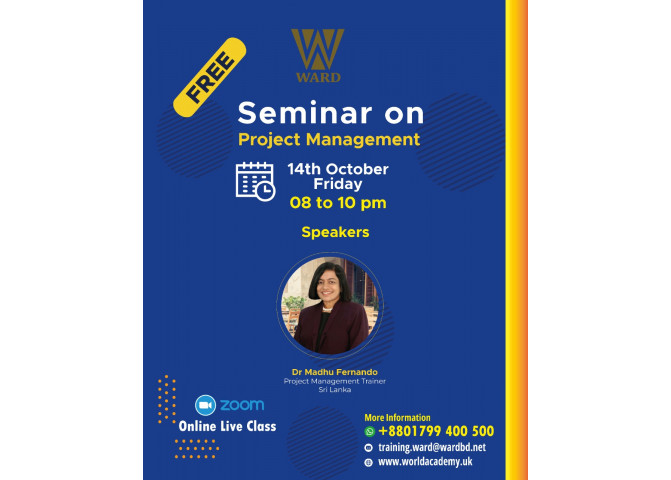 FREE
WARD
Seminar on
Project Management
14th October
Friday
08 to 10 pm
Speakers
Dr Madhu Fernando
Project Management Trainer
Sri Lanka
zoom
Online Live Class
More Information
+8801799 400 500
training.ward@wardbd.net
www.worldacademy.uk